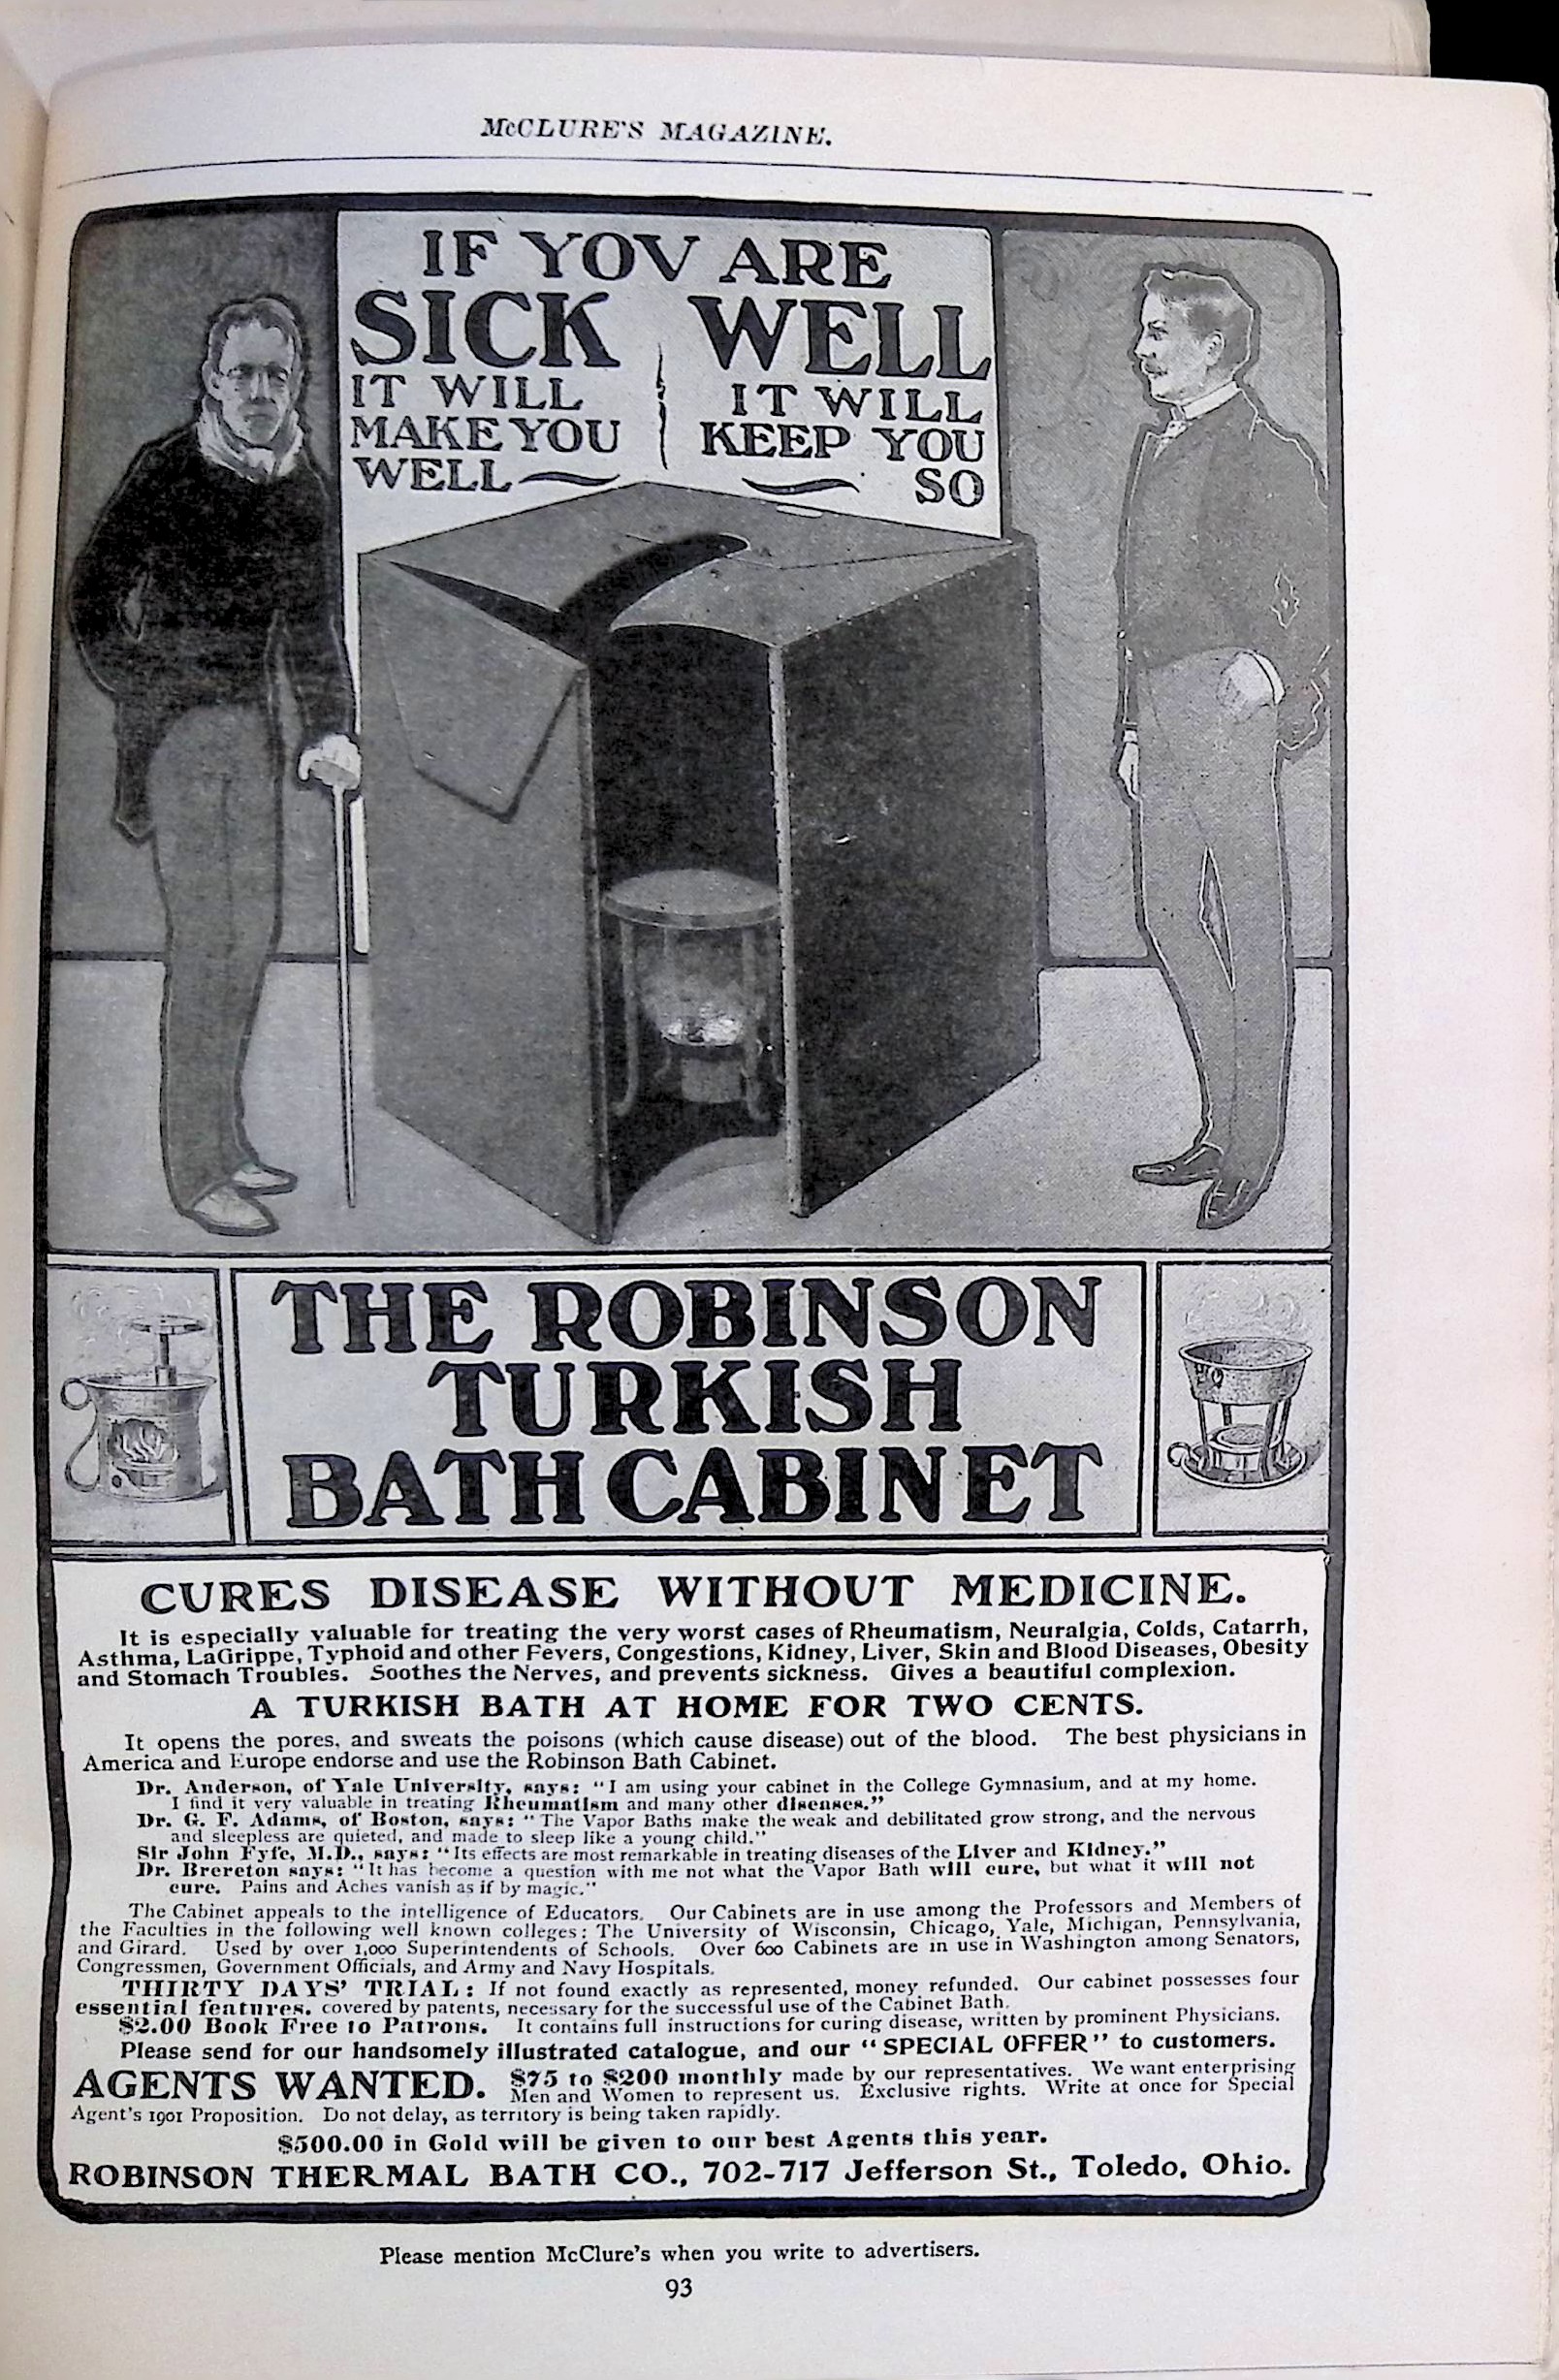 McCLURE'S MAGAZINE.
IF YOU ARE
SICK WELL
IT WILL
MAKE YOU
WELL
IT WILL
KEEP YOU
SO
THE ROBINSON
TURKISH
BATH CABINET
CURES DISEASE WITHOUT MEDICINE.
It is especially valuable for treating the very worst cases of Rheumatism, Neuralgia, Colds, Catarrh,
Asthma, LaGrippe, Typhoid and other Fevers, Congestions, Kidney, Liver, Skin and Blood Diseases, Obesity
and Stomach Troubles. Soothes the Nerves, and prevents sickness. Gives a beautiful complexion.
A TURKISH BATH AT HOME FOR TWO CENTS.
It opens the pores, and sweats the poisons (which cause disease) out of the blood. The best physicians in
America and Europe endorse and use the Robinson Bath Cabinet.
Dr. Anderson, of Yale University, says: "I am using your cabinet in the College Gymnasium, and at my home.
I find it very valuable in treating Rheumatism and many other diseases."
Dr. G. F. Adams, of Boston, says: "The Vapor Baths make the weak and debilitated grow strong, and the nervous
and sleepless are quieted, and made to sleep like a young child."
Sir John Fyfe, M.D., says: "Its effects are most remarkable in treating diseases of the Liver and Kidney."
Dr. Brereton says: "It has become a question with me not what the Vapor Bath will cure, but what it will not
cure. Pains and Aches vanish as if by magic."
The Cabinet appeals to the intelligence of Educators. Our Cabinets are in use among the Professors and Members of
the Faculties in the following well known colleges: The University of Wisconsin, Chicago, Yale, Michigan, Pennsylvania,
and Girard. Used by over 1,000 Superintendents of Schools. Over 600 Cabinets are in use in Washington among Senators,
Congressmen, Government Officials, and Army and Navy Hospitals.
THIRTY DAYS' TRIAL: If not found exactly as represented, money refunded. Our cabinet possesses four
essential features, covered by patents, necessary for the successful use of the Cabinet Bath.
$2.00 Book Free to Patrons. It contains full instructions for curing disease, written by prominent Physicians.
Please send for our handsomely illustrated catalogue, and our "SPECIAL OFFER" to customers.
AGENTS WANTED. $75 to $200 monthly made by our representatives. We want enterprising
Men and Women to represent us. Exclusive rights. Write at once for Special
Agent's 1901 Proposition. Do not delay, as territory is being taken rapidly.
$500.00 in Gold will be given to our best Agents this year.
ROBINSON THERMAL BATH CO., 702-717 Jefferson St., Toledo, Ohio.
Please mention McClure's when you write to advertisers.
93